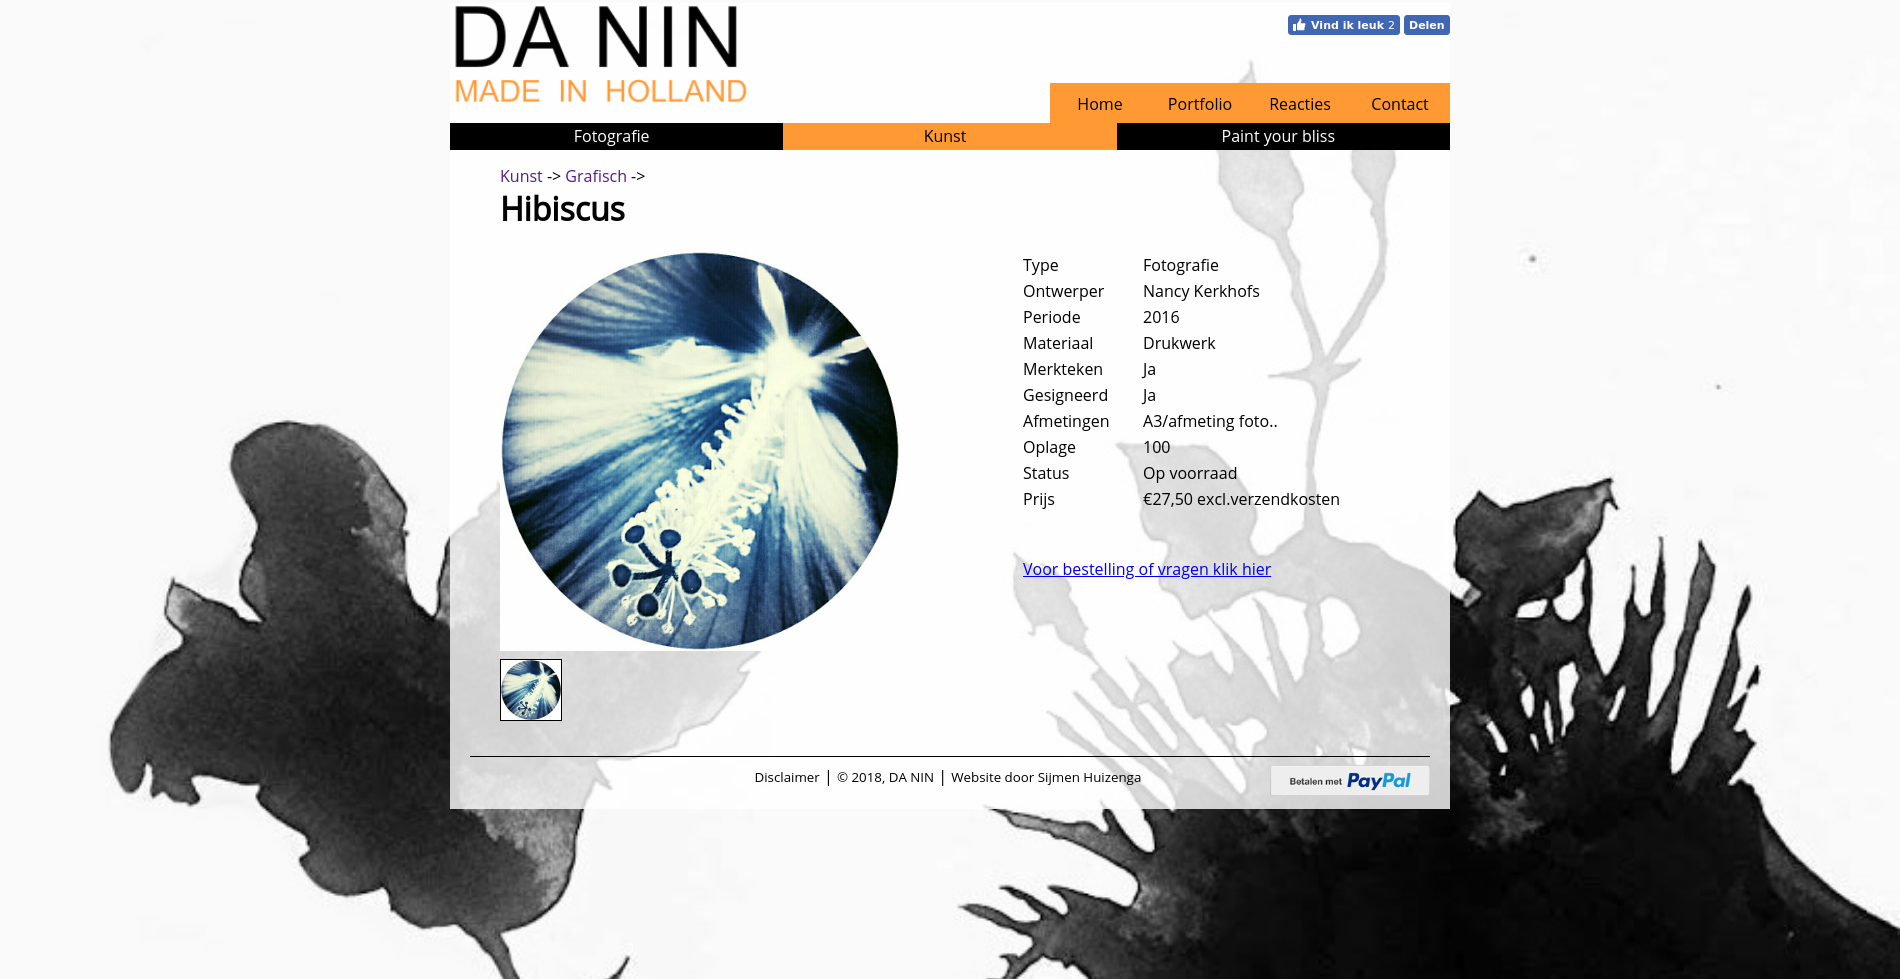 DA NIN
MADE IN HOLLAND
Vind ik leuk 2 Delen
Home Portfolio Reacties Contact
Fotografie Kunst Paint your bliss
Kunst -> Grafisch ->
Hibiscus
Type Fotografie
Ontwerper Nancy Kerkhofs
Periode 2016
Materiaal Drukwerk
Merkteken Ja
Gesigneerd Ja
Afmetingen A3/afmeting foto..
Oplage 100
Status Op voorraad
Prijs €27,50 excl.verzendkosten
Voor bestelling of vragen klik hier
Disclaimer | © 2018, DA NIN | Website door Sijmen Huizenga
Betalen met PayPal